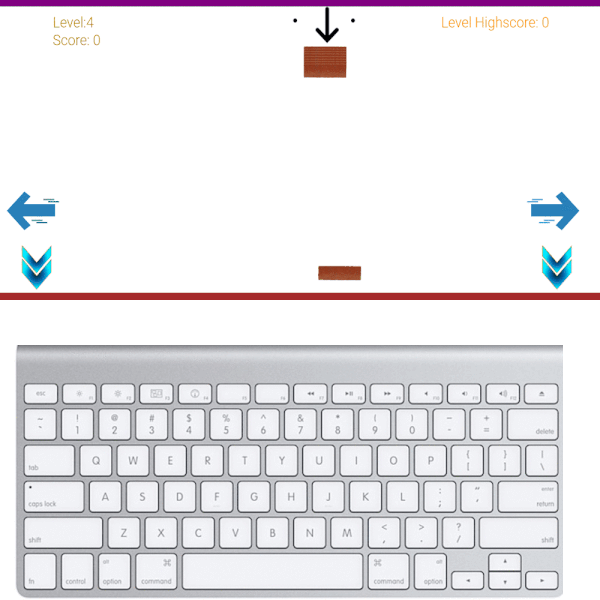 Level:4
Score: 0
Level Highscore: 0
esc F1 F2 F3 F4 F5 F6 F7 F8 F9 F10 F11 F12
~ ` ! 1 @ 2 # 3 $ 4 % 5 ^ 6 & 7 * 8 ( 9 ) 0 _ - + = delete
tab Q W E R T Y U I O P { [ } ] | \
caps lock A S D F G H J K L : ; " ' enter return
shift Z X C V B N M < , > . ? / shift
fn control alt option ⌘ command ⌘ command alt option